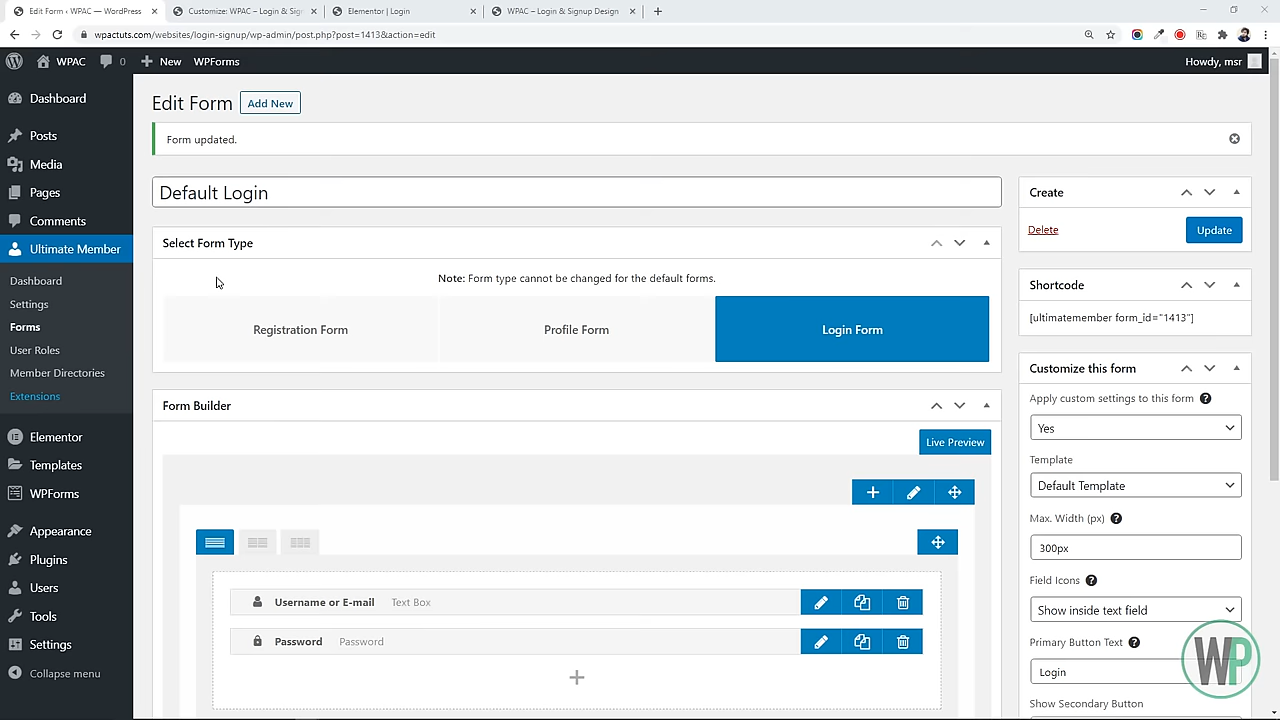 Edit Form ‹ WPAC — WordPress
Customize: WPAC – Login & Sign
Elementor | Login
WPAC – Login & Signup Design
wpactuts.com/websites/login-signup/wp-admin/post.php?post=1413&action=edit
WPAC
0
New
WPForms
Howdy, msr
Dashboard
Posts
Media
Pages
Comments
Ultimate Member
Dashboard
Settings
Forms
User Roles
Member Directories
Extensions
Elementor
Templates
WPForms
Appearance
Plugins
Users
Tools
Settings
Collapse menu
Edit Form
Add New
Form updated.
Default Login
Select Form Type
Note: Form type cannot be changed for the default forms.
Registration Form
Profile Form
Login Form
Form Builder
Live Preview
Username or E-mail
Text Box
Password
Password
Create
Delete
Update
Shortcode
[ultimatemember form_id="1413"]
Customize this form
Apply custom settings to this form
Yes
Template
Default Template
Max. Width (px)
300px
Field Icons
Show inside text field
Primary Button Text
Login
Show Secondary Button
WP